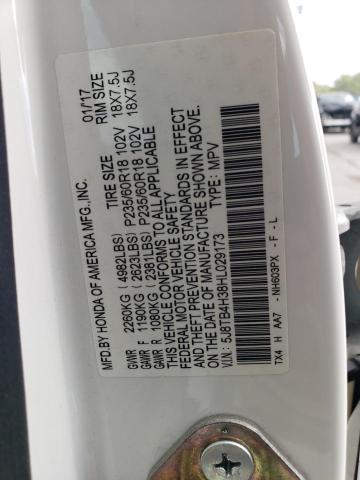 MFD.BY HONDA OF AMERICA MFG.,INC. 01/17
TIRE SIZE RIM SIZE
GVWR 2260KG (4982LBS) P235/60R18 102V 18X7.5J
GAWR F 1190KG (2623LBS) P235/60R18 102V 18X7.5J
GAWR R 1080KG (2381LBS)
THIS VEHICLE CONFORMS TO ALL APPLICABLE
FEDERAL MOTOR VEHICLE SAFETY
AND THEFT PREVENTION STANDARDS IN EFFECT
ON THE DATE OF MANUFACTURE SHOWN ABOVE.
V.I.N: 5J8TB4H38HL029173 TYPE: MPV
TX4 H AA7 - NH603PX - F - L